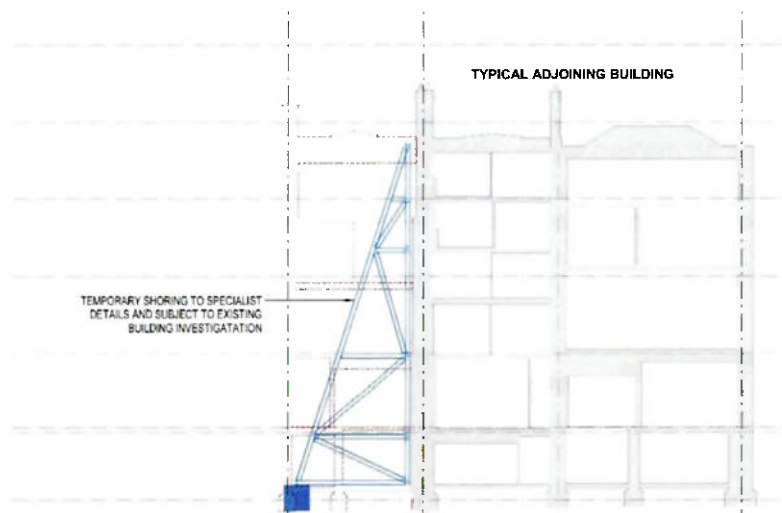 TYPICAL ADJOINING BUILDING
TEMPORARY SHORING TO SPECIALIST
DETAILS AND SUBJECT TO EXISTING
BUILDING INVESTIGATATION